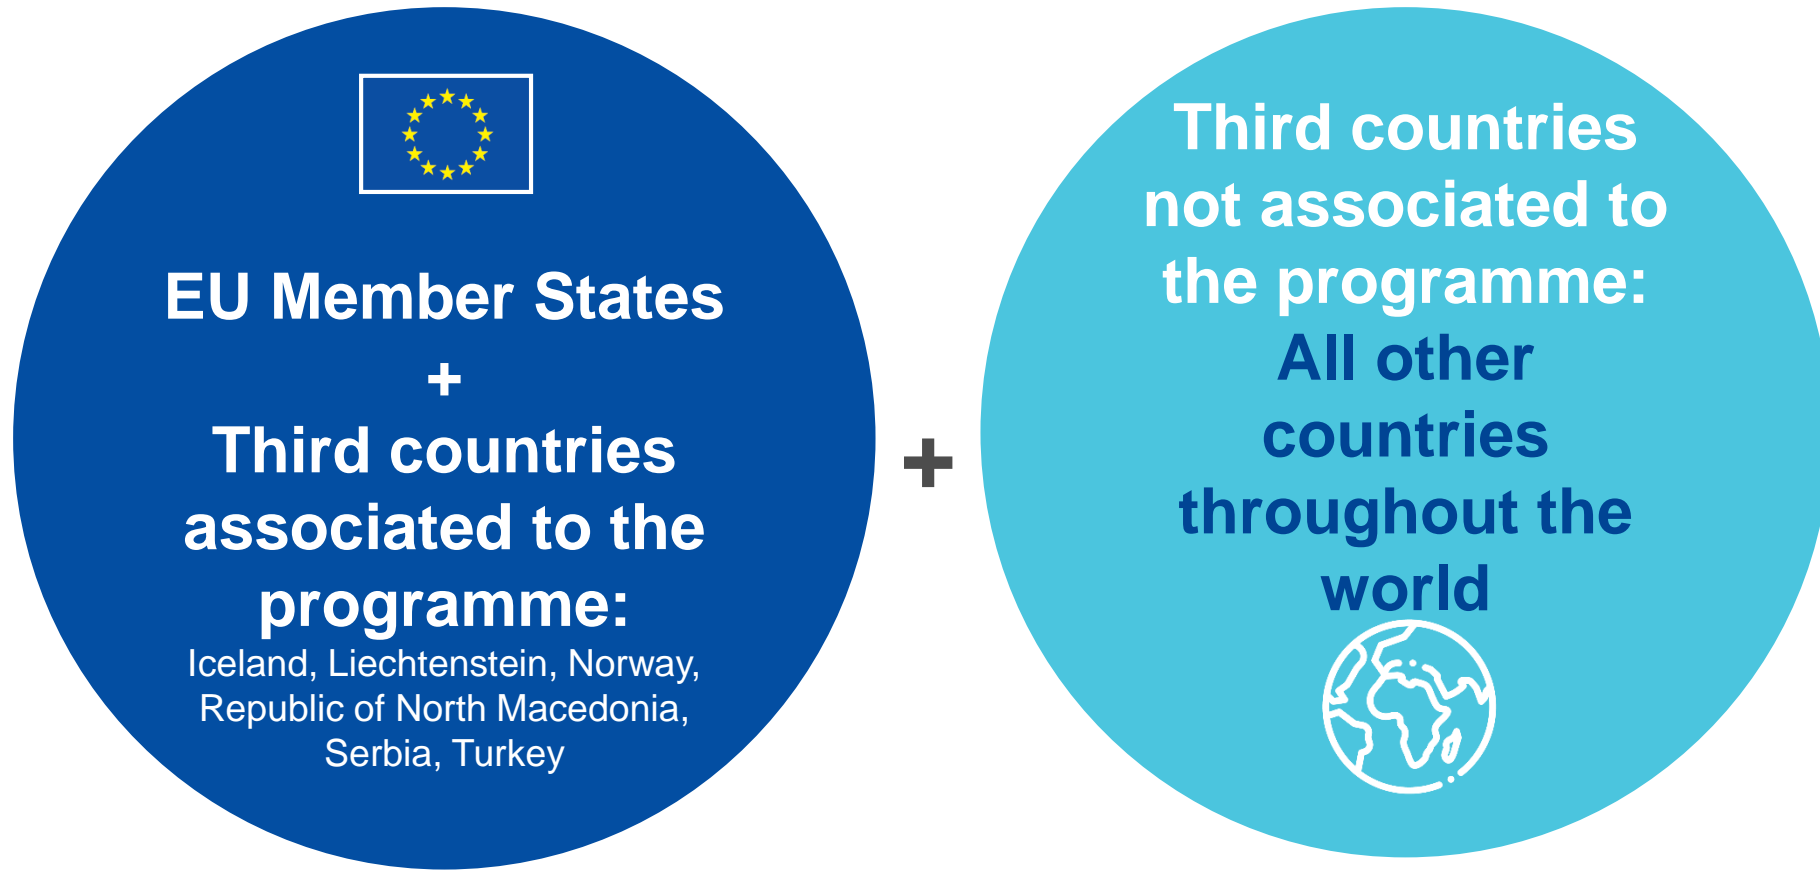 EU Member States
+
Third countries
associated to the
programme:
Iceland, Liechtenstein, Norway,
Republic of North Macedonia,
Serbia, Turkey
+
Third countries
not associated to
the programme:
All other
countries
throughout the
world